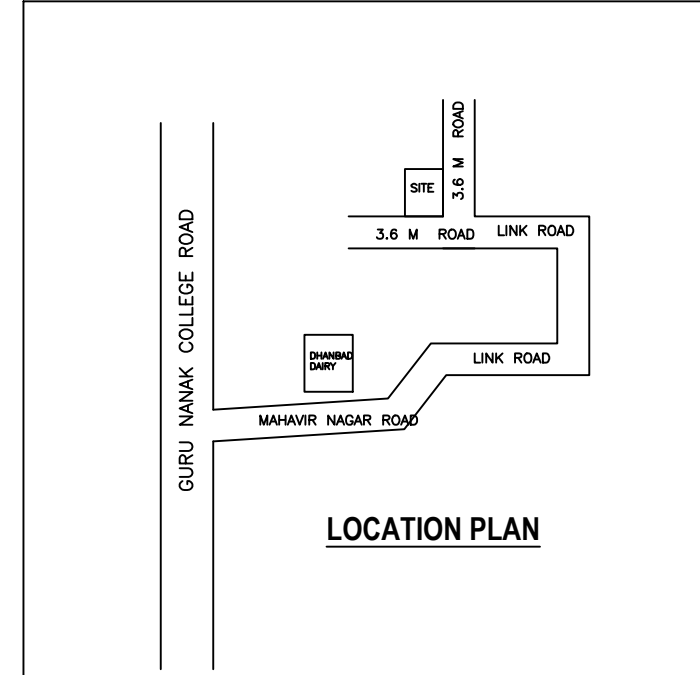 3.6 M ROAD
SITE
3.6 M ROAD
LINK ROAD
GURU NANAK COLLEGE ROAD
DHANBAD
DAIRY
LINK ROAD
MAHAVIR NAGAR ROAD
LOCATION PLAN